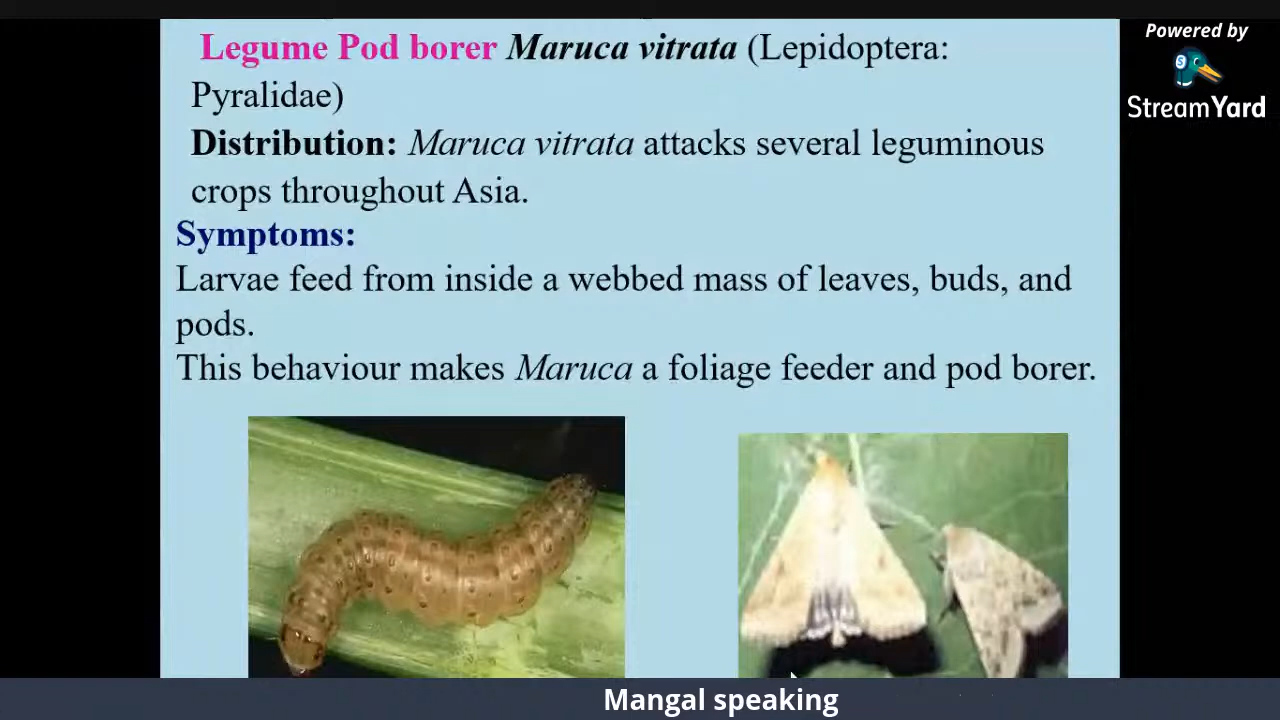 Powered by
StreamYard
Legume Pod borer Maruca vitrata (Lepidoptera:
Pyralidae)
Distribution: Maruca vitrata attacks several leguminous
crops throughout Asia.
Symptoms:
Larvae feed from inside a webbed mass of leaves, buds, and
pods.
This behaviour makes Maruca a foliage feeder and pod borer.
Mangal speaking